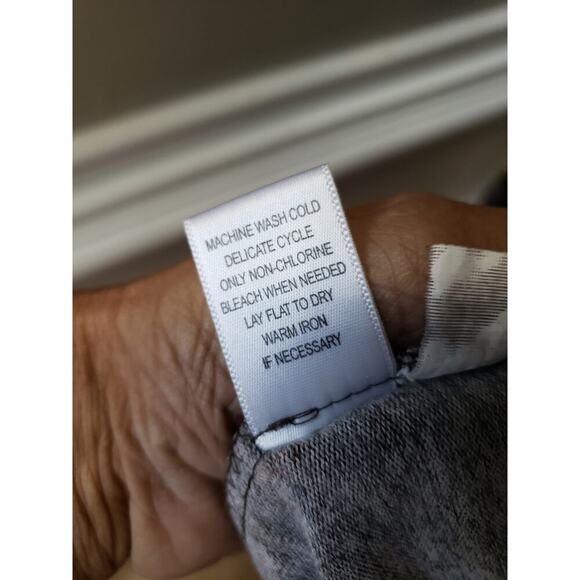 MACHINE WASH COLD
DELICATE CYCLE
ONLY NON-CHLORINE
BLEACH WHEN NEEDED
LAY FLAT TO DRY
WARM IRON
IF NECESSARY